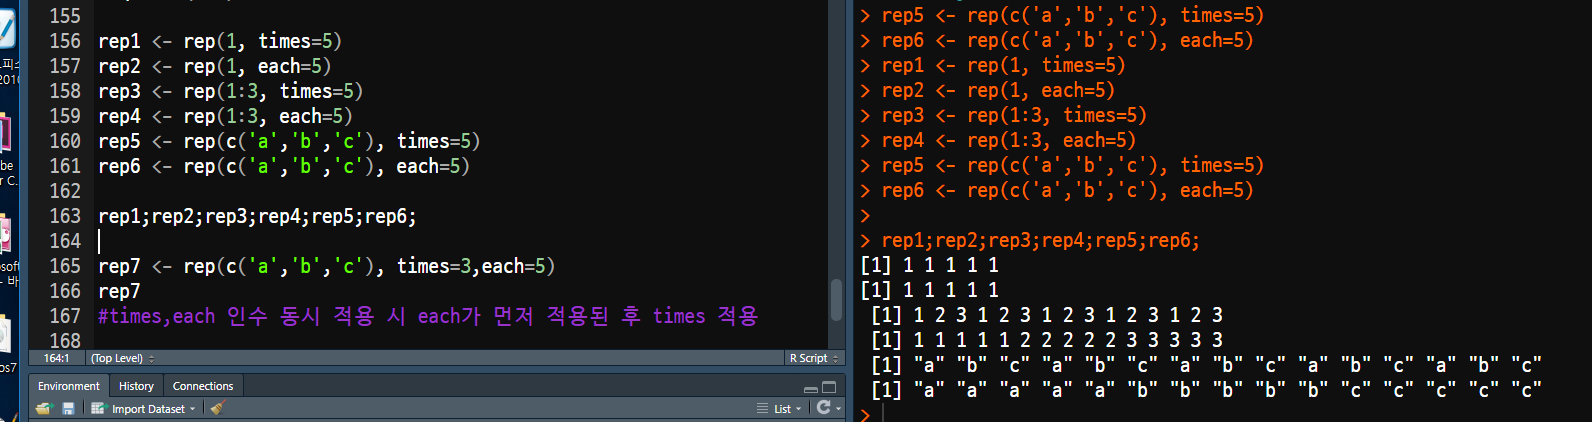 155
156 rep1 <- rep(1, times=5)
157 rep2 <- rep(1, each=5)
158 rep3 <- rep(1:3, times=5)
159 rep4 <- rep(1:3, each=5)
160 rep5 <- rep(c('a','b','c'), times=5)
161 rep6 <- rep(c('a','b','c'), each=5)
162
163 rep1;rep2;rep3;rep4;rep5;rep6;
164
165 rep7 <- rep(c('a','b','c'), times=3,each=5)
166 rep7
167 #times,each 인수 동시 적용 시 each가 먼저 적용된 후 times 적용
168
164:1 (Top Level) R Script
Environment History Connections
Import Dataset List
> rep5 <- rep(c('a','b','c'), times=5)
> rep6 <- rep(c('a','b','c'), each=5)
> rep1 <- rep(1, times=5)
> rep2 <- rep(1, each=5)
> rep3 <- rep(1:3, times=5)
> rep4 <- rep(1:3, each=5)
> rep5 <- rep(c('a','b','c'), times=5)
> rep6 <- rep(c('a','b','c'), each=5)
>
> rep1;rep2;rep3;rep4;rep5;rep6;
[1] 1 1 1 1 1
[1] 1 1 1 1 1
[1] 1 2 3 1 2 3 1 2 3 1 2 3 1 2 3
[1] 1 1 1 1 1 2 2 2 2 2 3 3 3 3 3
[1] "a" "b" "c" "a" "b" "c" "a" "b" "c" "a" "b" "c" "a" "b" "c"
[1] "a" "a" "a" "a" "a" "b" "b" "b" "b" "b" "c" "c" "c" "c" "c"
>